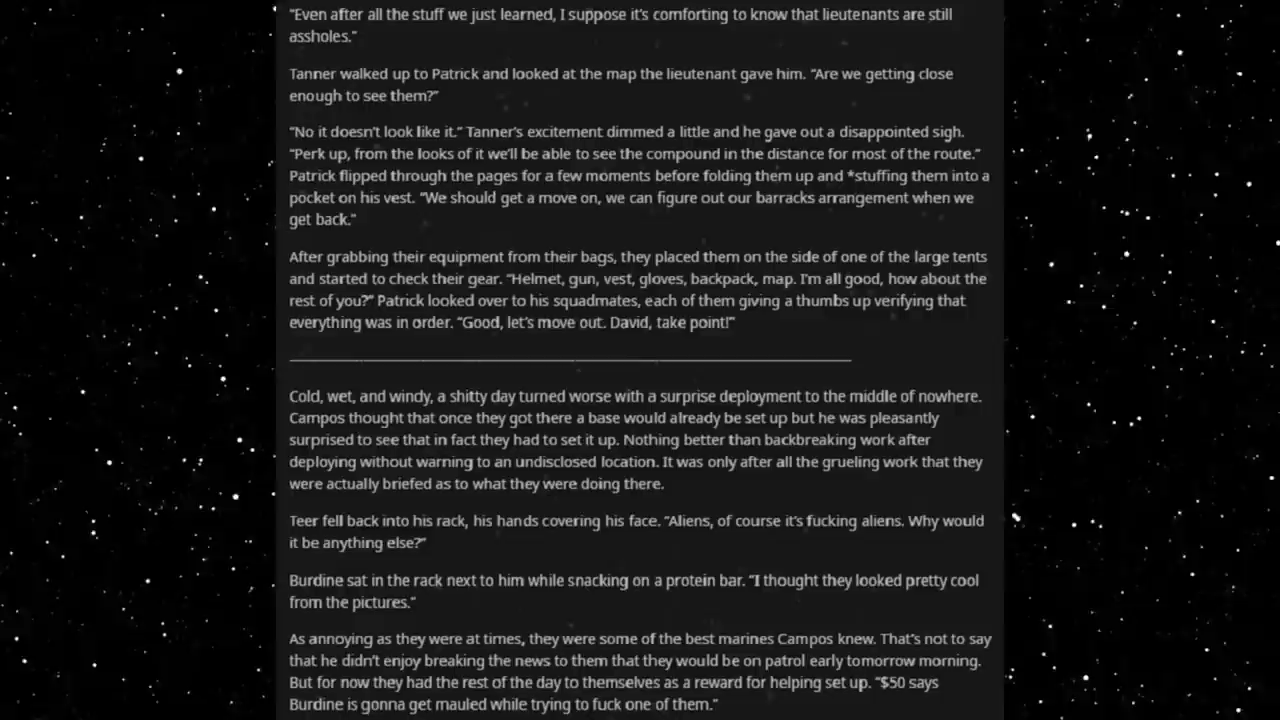 “Even after all the stuff we just learned, I suppose it’s comforting to know that lieutenants are still
assholes.”
Tanner walked up to Patrick and looked at the map the lieutenant gave him. “Are we getting close
enough to see them?”
“No it doesn’t look like it.” Tanner’s excitement dimmed a little and he gave out a disappointed sigh.
“Perk up, from the looks of it we’ll be able to see the compound in the distance for most of the route.”
Patrick flipped through the pages for a few moments before folding them up and *stuffing them into a
pocket on his vest. “We should get a move on, we can figure out our barracks arrangement when we
get back.”
After grabbing their equipment from their bags, they placed them on the side of one of the large tents
and started to check their gear. “Helmet, gun, vest, gloves, backpack, map. I’m all good, how about the
rest of you?” Patrick looked over to his squadmates, each of them giving a thumbs up verifying that
everything was in order. “Good, let’s move out. David, take point!”
Cold, wet, and windy, a shitty day turned worse with a surprise deployment to the middle of nowhere.
Campos thought that once they got there a base would already be set up but he was pleasantly
surprised to see that in fact they had to set it up. Nothing better than backbreaking work after
deploying without warning to an undisclosed location. It was only after all the grueling work that they
were actually briefed as to what they were doing there.
Teer fell back into his rack, his hands covering his face. “Aliens, of course it’s fucking aliens. Why would
it be anything else?”
Burdine sat in the rack next to him while snacking on a protein bar. “I thought they looked pretty cool
from the pictures.”
As annoying as they were at times, they were some of the best marines Campos knew. That’s not to say
that he didn’t enjoy breaking the news to them that they would be on patrol early tomorrow morning.
But for now they had the rest of the day to themselves as a reward for helping set up. “$50 says
Burdine is gonna get mauled while trying to fuck one of them.”